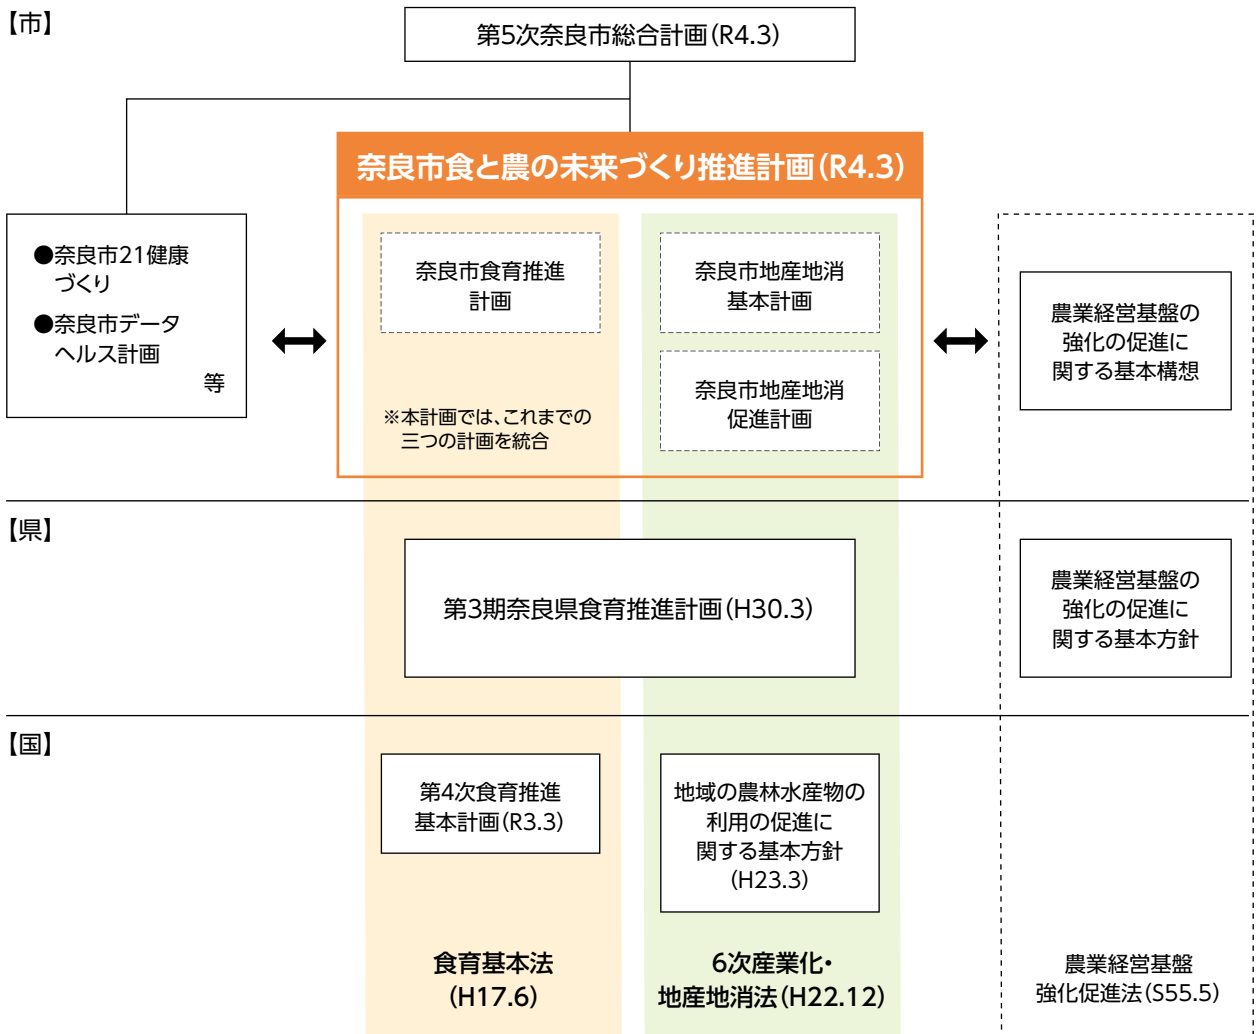 【市】
第5次奈良市総合計画(R4.3)
奈良市食と農の未来づくり推進計画(R4.3)
●奈良市21健康
づくり
●奈良市データ
ヘルス計画
等
奈良市食育推進
計画
※本計画では、これまでの
三つの計画を統合
奈良市地産地消
基本計画
奈良市地産地消
促進計画
農業経営基盤の
強化の促進に
関する基本構想
【県】
第3期奈良県食育推進計画(H30.3)
農業経営基盤の
強化の促進に
関する基本方針
【国】
第4次食育推進
基本計画(R3.3)
地域の農林水産物の
利用の促進に
関する基本方針
(H23.3)
食育基本法
(H17.6)
6次産業化・
地産地消法(H22.12)
農業経営基盤
強化促進法(S55.5)